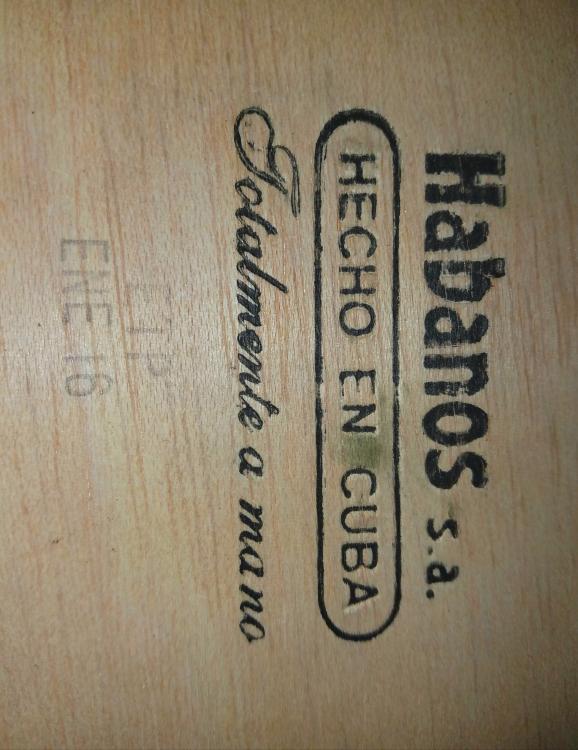 Habanos s.a.
HECHO EN CUBA
Totalmente a mano
ENE 16